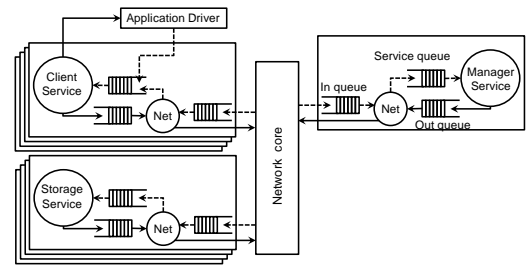 Application Driver
Client
Service
Net
Network core
In queue
Service queue
Manager
Service
Net
Out queue
Storage
Service
Net